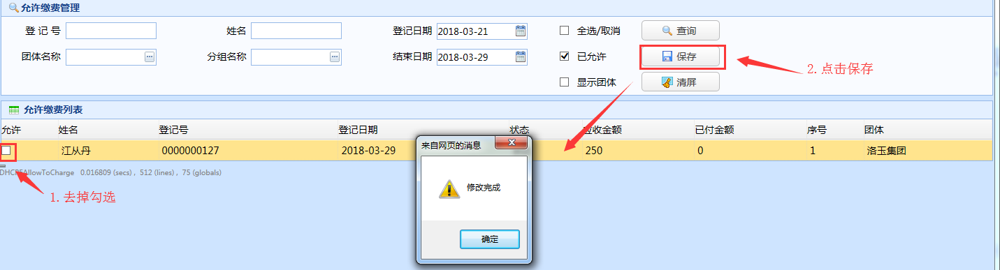 允许缴费管理
登 记 号 姓名 登记日期 2018-03-21 全选/取消 查询
团体名称 分组名称 结束日期 2018-03-29 已允许 保存
2.点击保存
显示团体 清屏
允许缴费列表
允许 姓名 登记号 登记日期 状态 应收金额 已付金额 序号 团体
江从丹 0000000127 2018-03-29 250 0 1 洛玉集团
来自网页的消息
DHCPEAllowToCharge 0.016809 (secs) , 512 (lines) , 75 (globals)
修改完成
1.去掉勾选
确定